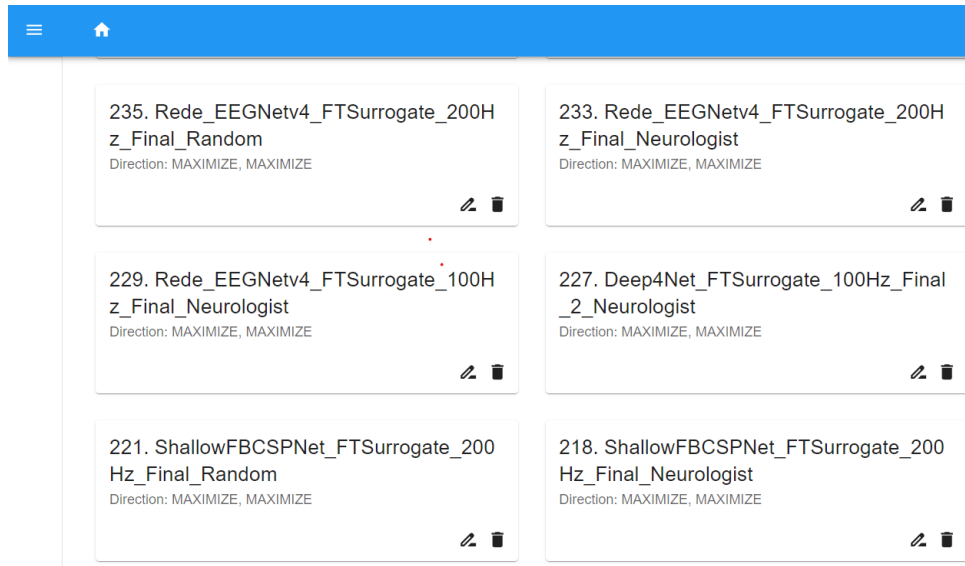 235. Rede_EEGNetv4_FTSurrogate_200H
z_Final_Random
Direction: MAXIMIZE, MAXIMIZE
233. Rede_EEGNetv4_FTSurrogate_200H
z_Final_Neurologist
Direction: MAXIMIZE, MAXIMIZE
229. Rede_EEGNetv4_FTSurrogate_100H
z_Final_Neurologist
Direction: MAXIMIZE, MAXIMIZE
227. Deep4Net_FTSurrogate_100Hz_Final
_2_Neurologist
Direction: MAXIMIZE, MAXIMIZE
221. ShallowFBCSPNet_FTSurrogate_200
Hz_Final_Random
Direction: MAXIMIZE, MAXIMIZE
218. ShallowFBCSPNet_FTSurrogate_200
Hz_Final_Neurologist
Direction: MAXIMIZE, MAXIMIZE